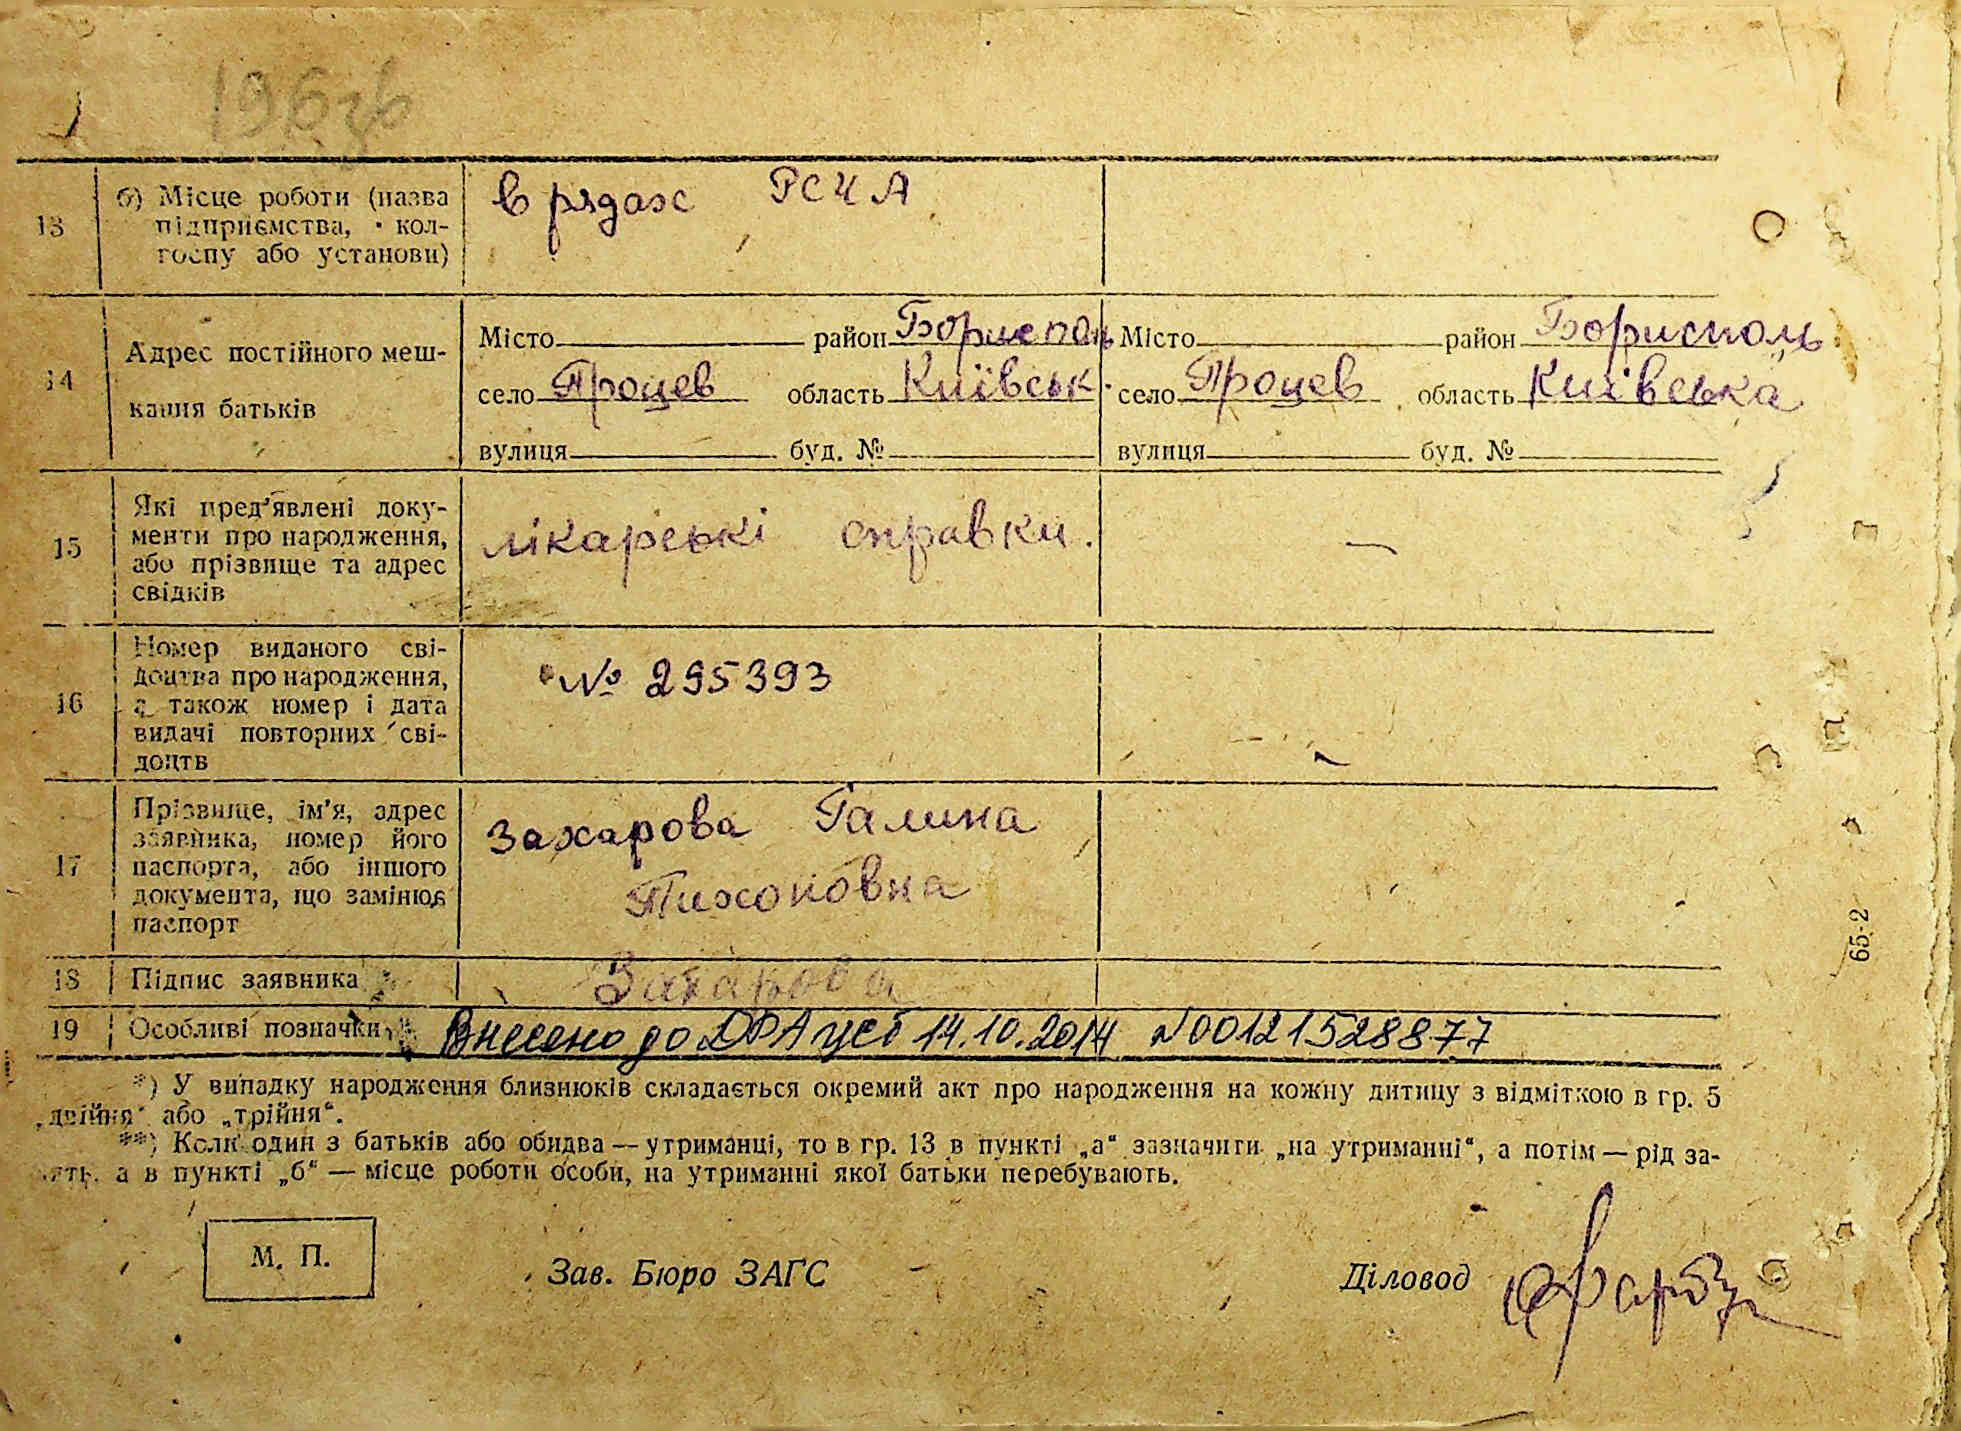 196зв
13
б) Місце роботи (назва
підприємства, кол-
госпу або установи)
в рядах РСЧА
14
Адрес постійного меш-
кання батьків
Місто район Бориспол
село Процев область Київськ.
вулиця буд. №
Місто район Борисполь
село Процев область Київська
вулиця буд. №
15
Які пред'явлені доку-
менти про народження,
або прізвище та адрес
свідків
лікарські справки.
—
16
Номер виданого сві-
доцтва про народження,
а також номер і дата
видачі повторних сві-
доцтв
№ 295393
17
Прізвище, ім'я, адрес
заявника, номер його
паспорта, або іншого
документа, що замінює
паспорт
Захарова Галина
Тихоновна
18 Підпис заявника
Захарова
19 Особливі позначки
Внесено до ДРАЦСг 14.10.2014 №00121528877
*) У випадку народження близнюків складається окремий акт про народження на кожну дитину з відміткою в гр. 5
„двійня" або „трійня".
**) Коли один з батьків або обидва — утриманці, то в гр. 13 в пункті „а" зазначити „на утриманні", а потім — рід за-
нять, а в пункті „б" — місце роботи особи, на утриманні якої батьки перебувають.
65-2
М. П.
Зав. Бюро ЗАГС
Діловод